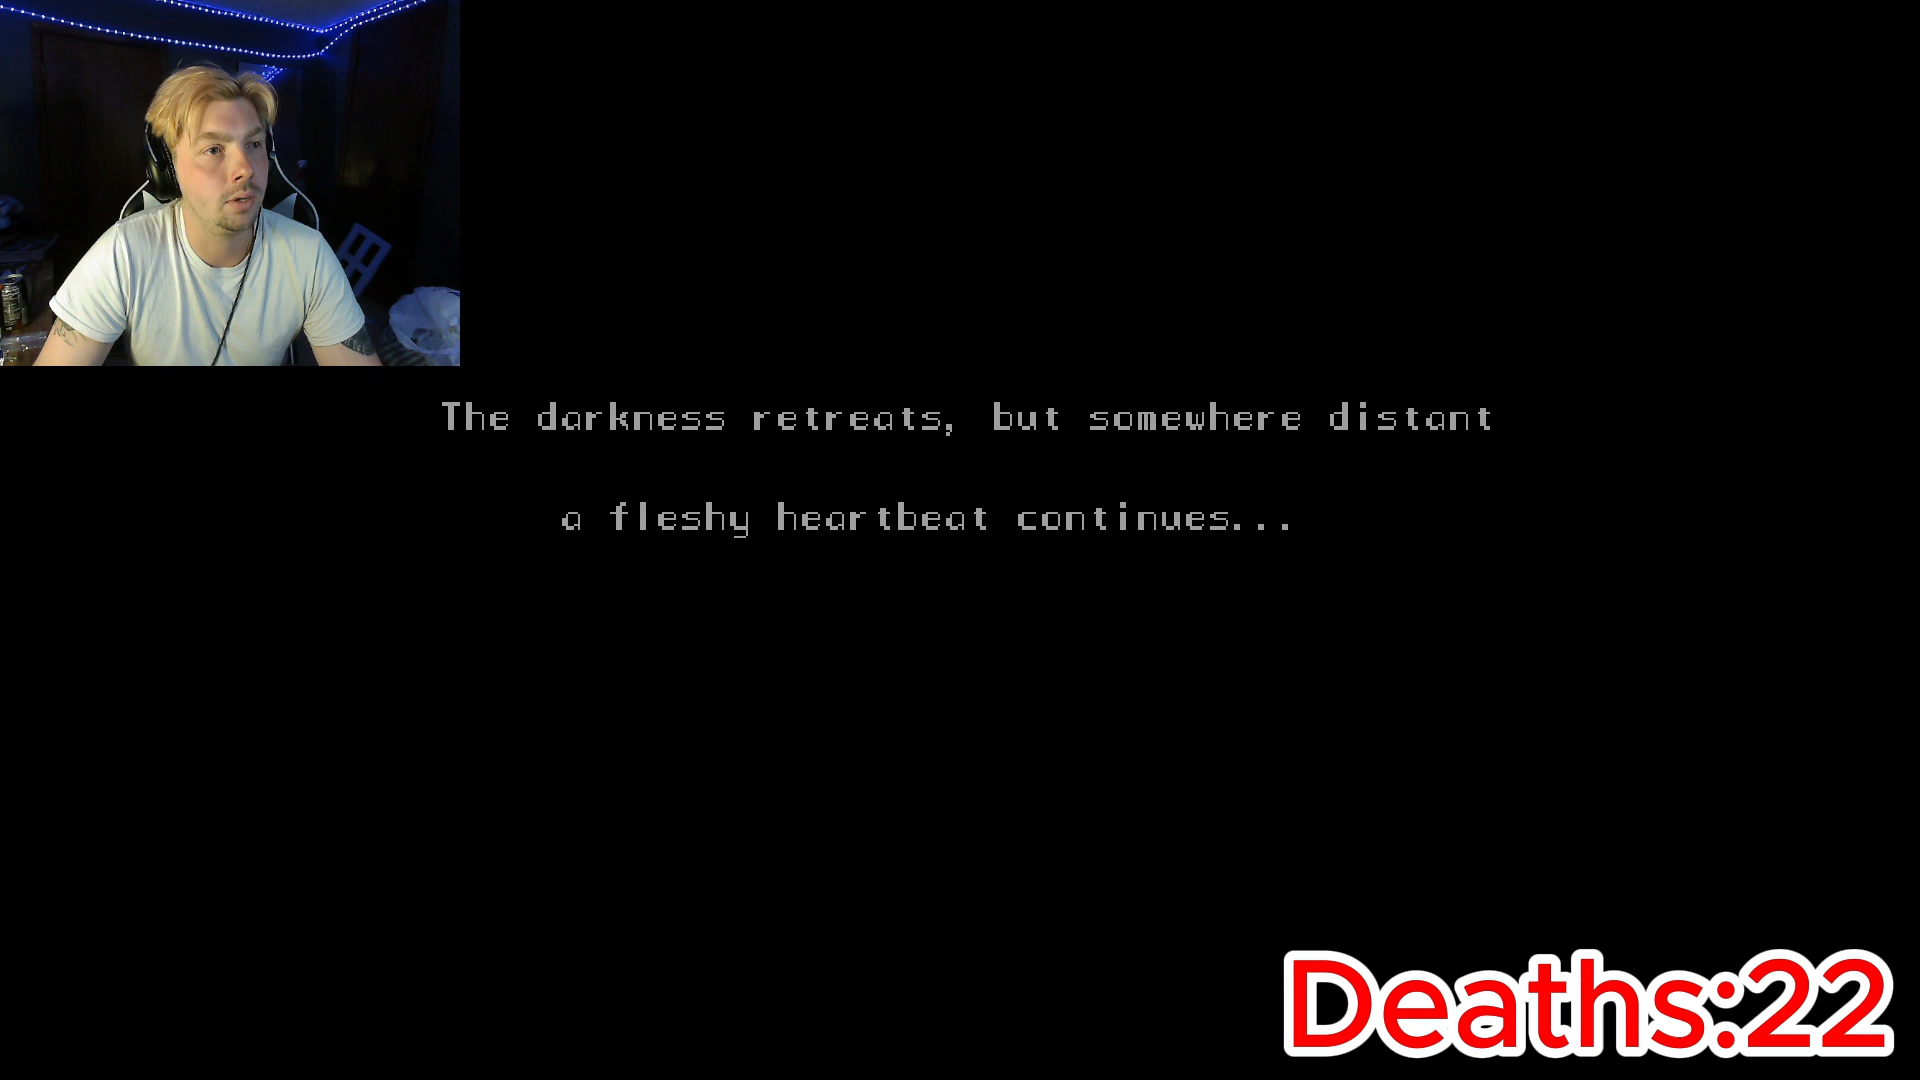 The darkness retreats, but somewhere distant
a fleshy heartbeat continues...
Deaths:22